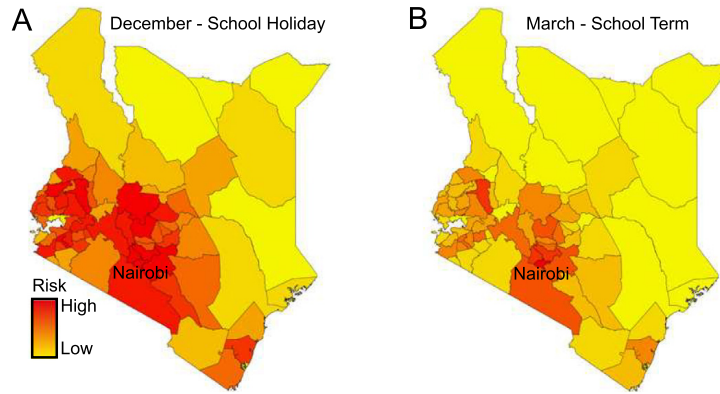 A
December - School Holiday
B
March - School Term
Nairobi
Nairobi
Risk
High
Low